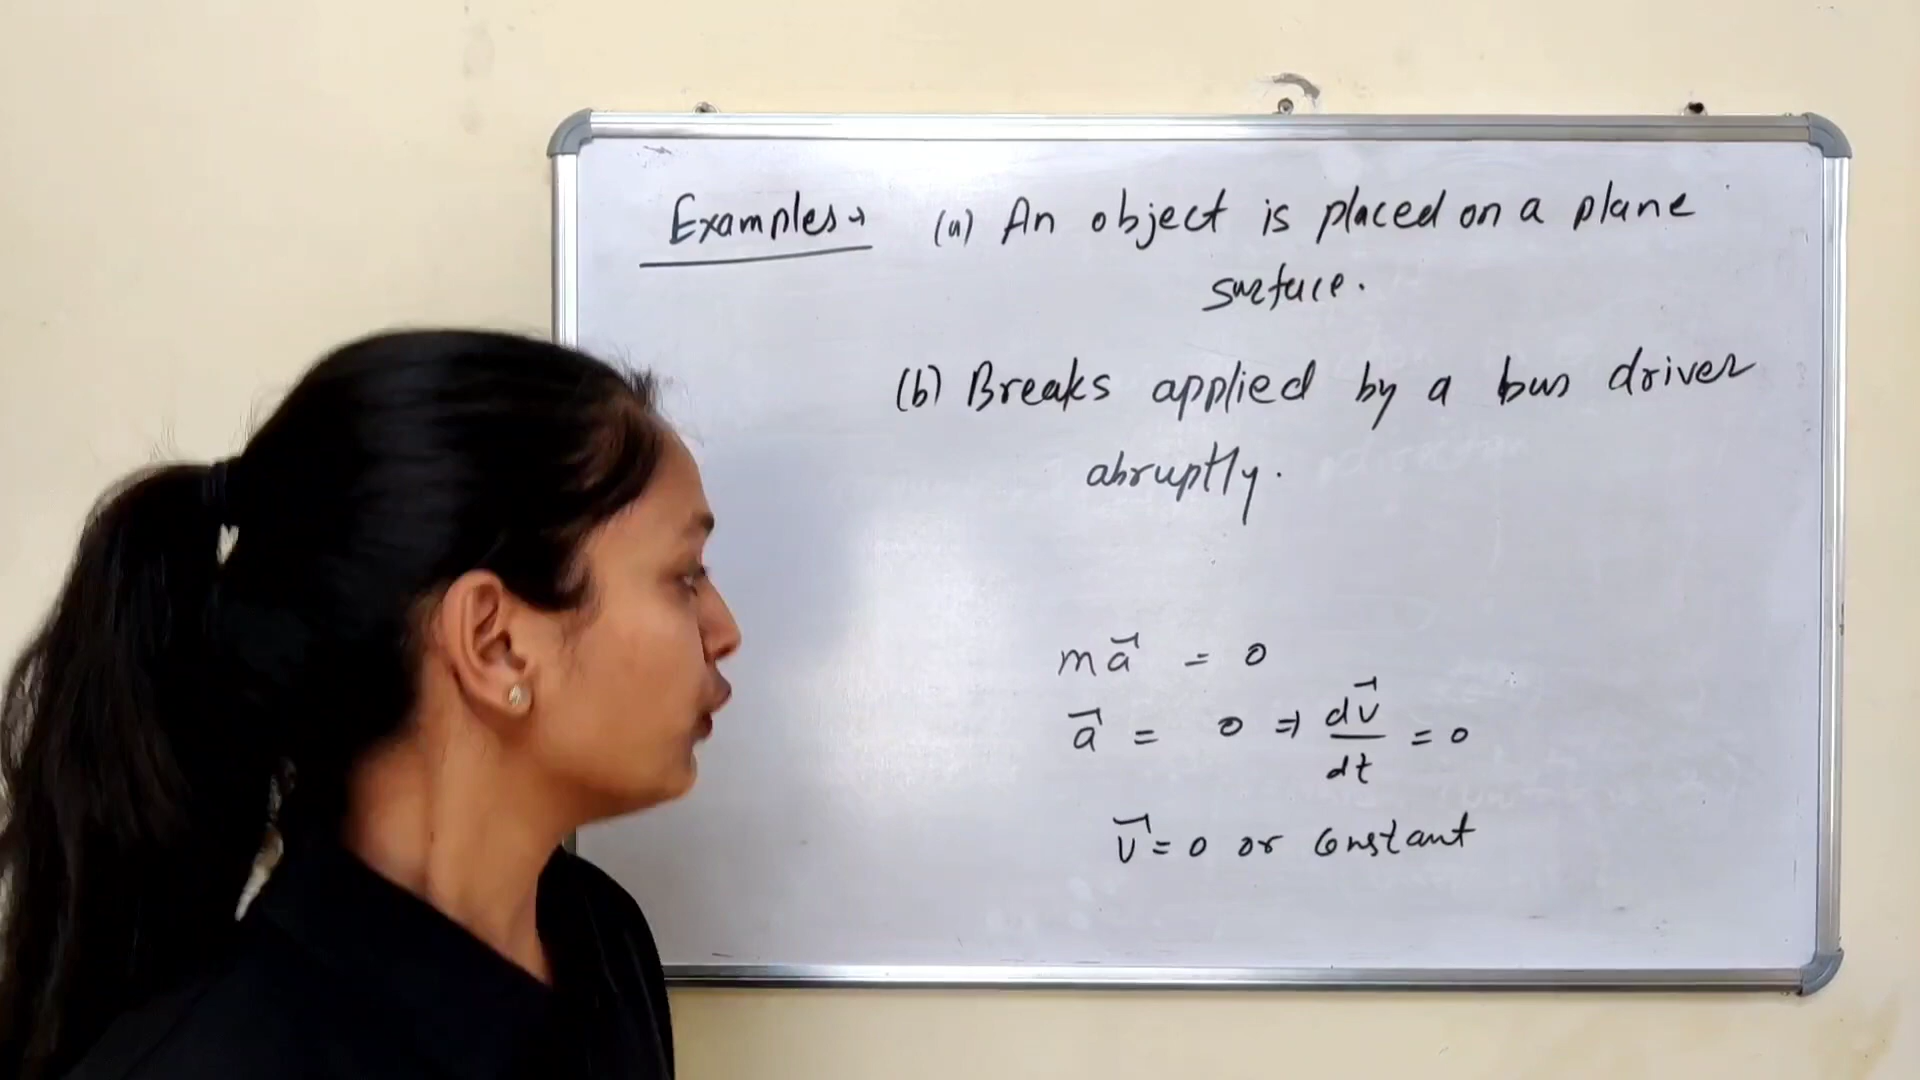 Examples→ (a) An object is placed on a plane
surface.
(b) Breaks applied by a bus driver
abruptly.
m a⃗ = 0
a⃗ = 0 ⇒ dv⃗/dt = 0
v⃗ = 0 or constant